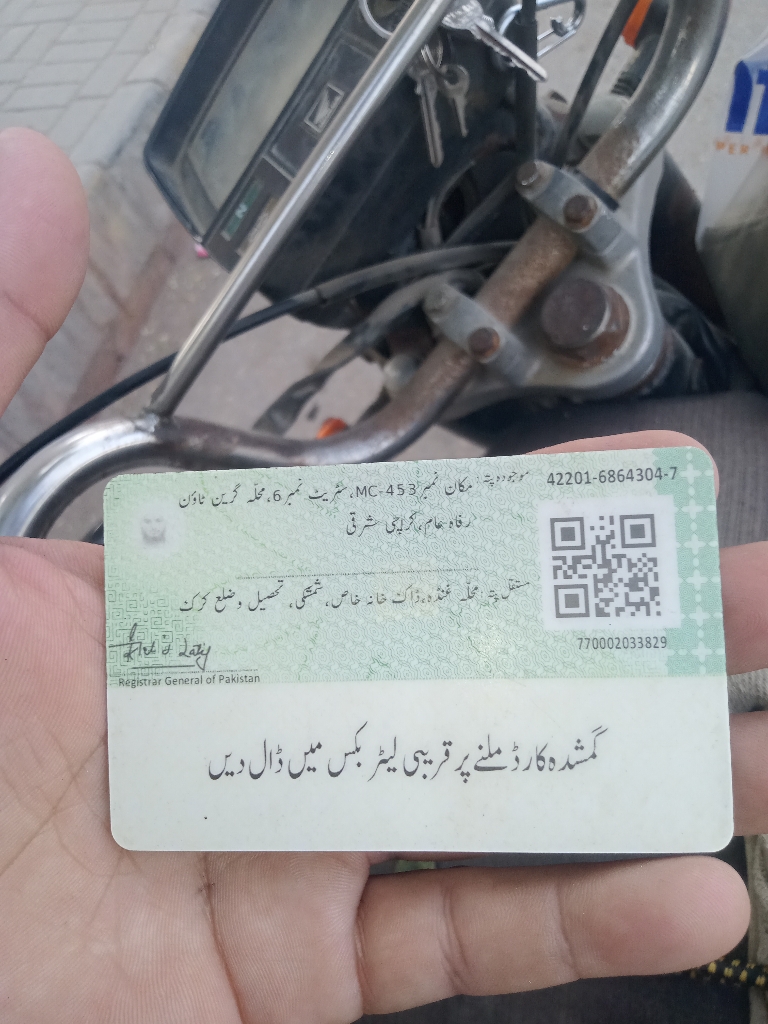 موجودہ پتہ: مکان نمبر MC-453، سٹریٹ نمبر 6، محلہ گرین ٹاؤن
رفاہ عام، کراچی شرقی
42201-6864304-7
مستقل پتہ: محلہ غنڈہ، ڈاک خانہ خاص، شمشکی، تحصیل و ضلع کرک
770002033829
Registrar General of Pakistan
گمشدہ کارڈ ملنے پر قریبی لیٹر بکس میں ڈال دیں
N